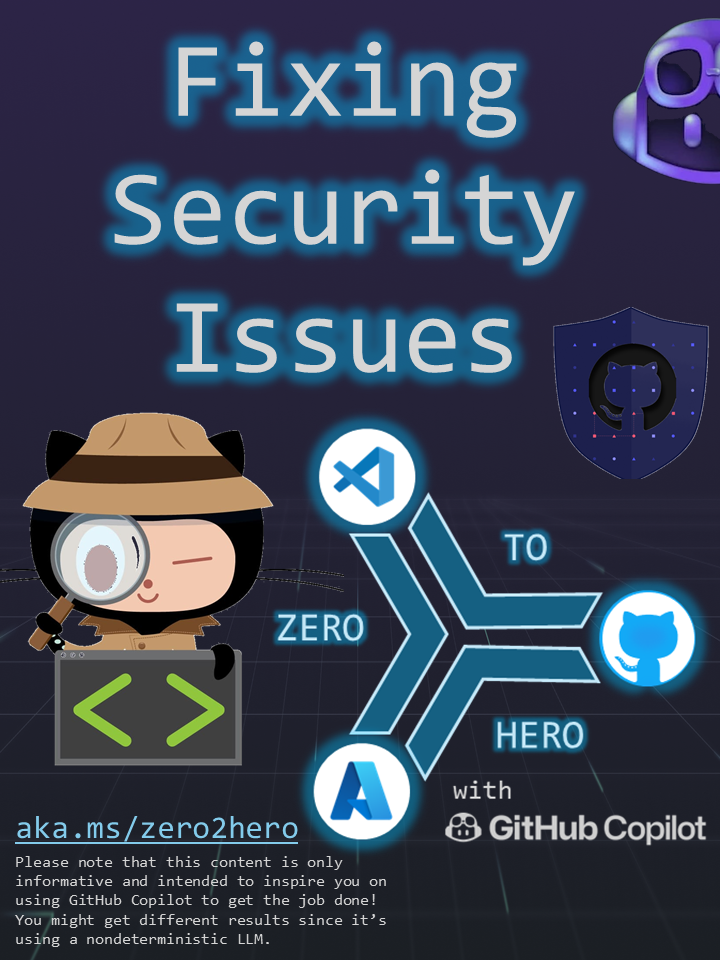 Fixing
Security
Issues
TO
ZERO
HERO
with
GitHub Copilot
aka.ms/zero2hero
Please note that this content is only
informative and intended to inspire you on
using GitHub Copilot to get the job done!
You might get different results since it’s
using a nondeterministic LLM.